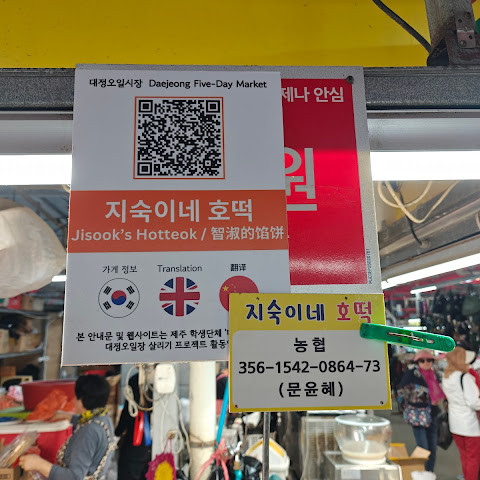 대정오일시장 Daejeong Five-Day Market
제나 안심
원
지숙이네 호떡
Jisook's Hotteok / 智淑的馅饼.
가게 정보 Translation 翻译
본 안내문 및 웹사이트는 제주 학생단체
대정오일장 살리기 프로젝트 활동
지숙이네 호떡
농협
356-1542-0864-73
(문윤혜)